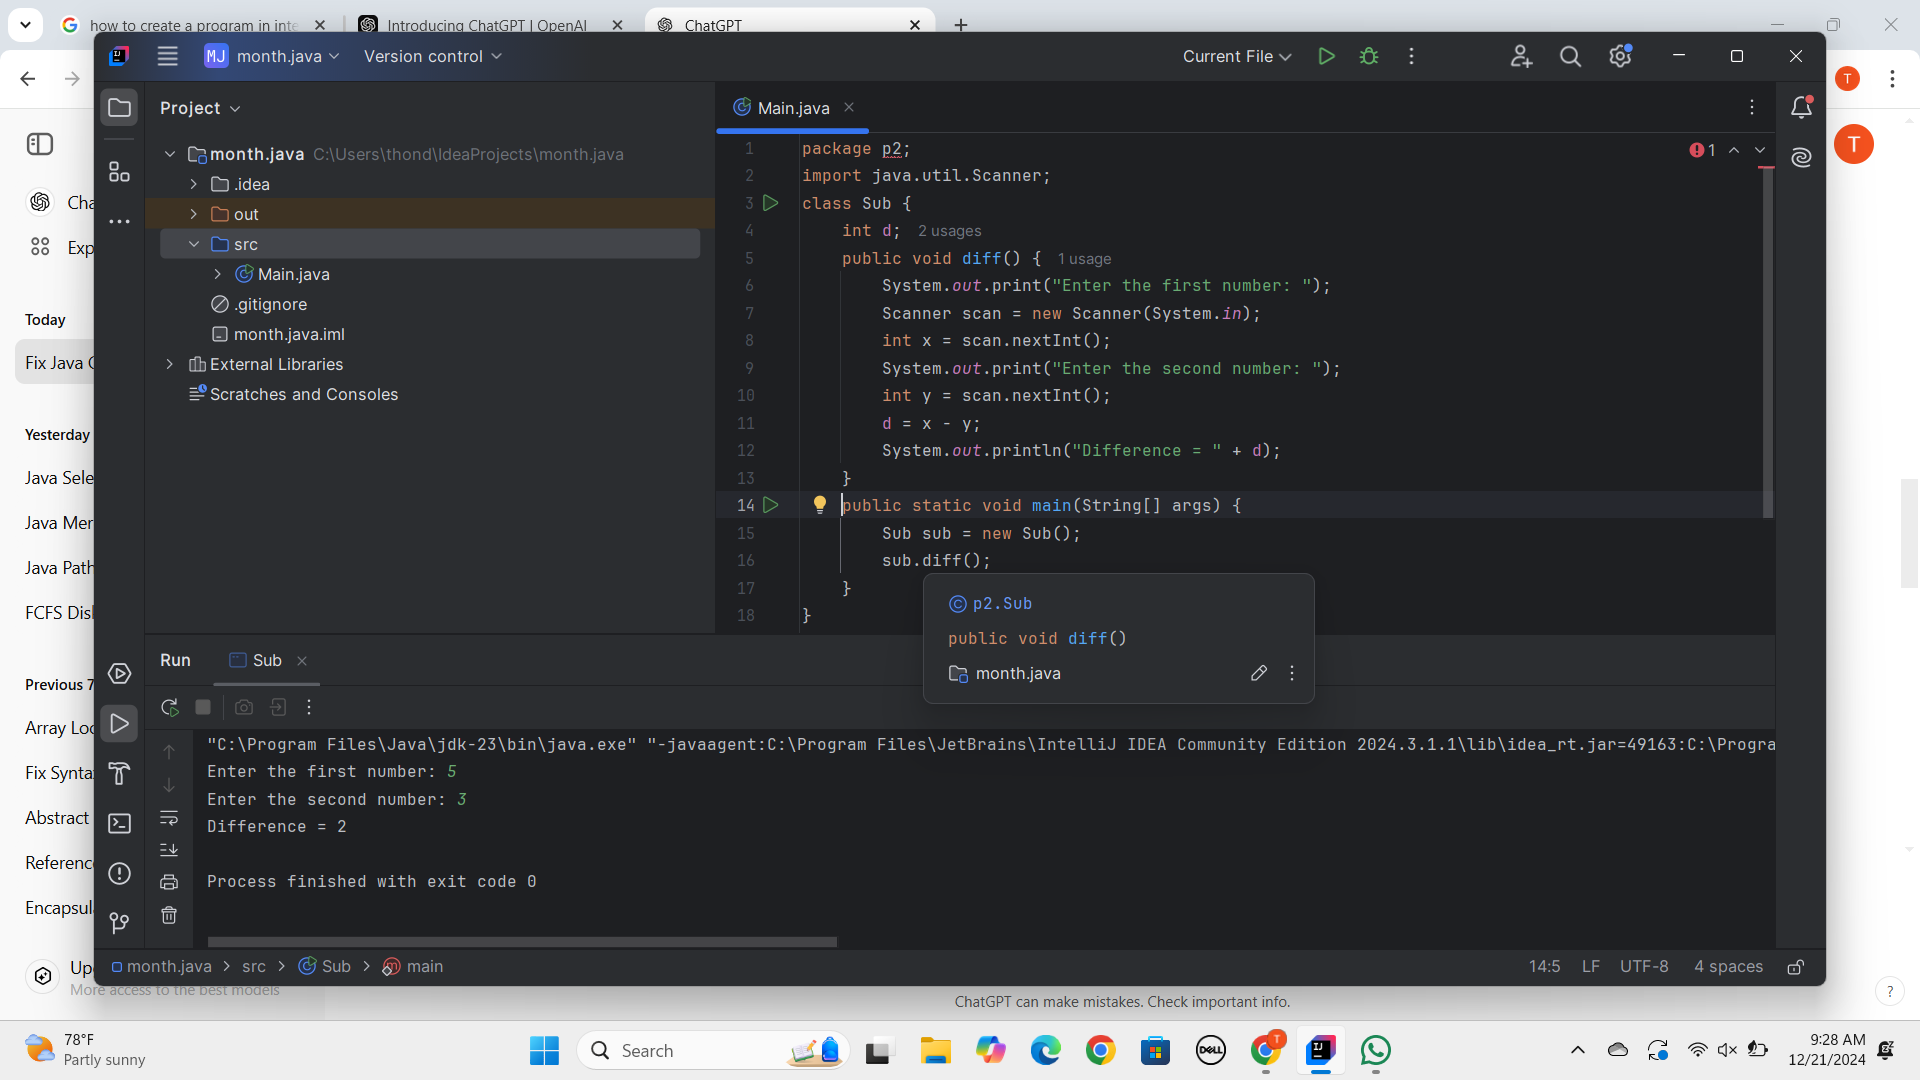 how to create a program in inte
Introducing ChatGPT | OpenAI
ChatGPT
MJ month.java
Version control
Current File
T
T
Cha
Exp
Today
Fix Java C
Yesterday
Java Sele
Java Mer
Java Path
FCFS Disk
Previous 7
Array Loo
Fix Synta
Abstract
Reference
Encapsul
Upg
More access to the best models
Project
month.java C:\Users\thond\IdeaProjects\month.java
.idea
out
src
Main.java
.gitignore
month.java.iml
External Libraries
Scratches and Consoles
Main.java
1
1 package p2;
2 import java.util.Scanner;
3 class Sub {
4 int d; 2 usages
5 public void diff() { 1 usage
6 System.out.print("Enter the first number: ");
7 Scanner scan = new Scanner(System.in);
8 int x = scan.nextInt();
9 System.out.print("Enter the second number: ");
10 int y = scan.nextInt();
11 d = x - y;
12 System.out.println("Difference = " + d);
13 }
14 public static void main(String[] args) {
15 Sub sub = new Sub();
16 sub.diff();
17 }
18 }
p2.Sub
public void diff()
month.java
Run Sub
"C:\Program Files\Java\jdk-23\bin\java.exe" "-javaagent:C:\Program Files\JetBrains\IntelliJ IDEA Community Edition 2024.3.1.1\lib\idea_rt.jar=49163:C:\Progra
Enter the first number: 5
Enter the second number: 3
Difference = 2
Process finished with exit code 0
month.java > src > Sub > main
14:5 LF UTF-8 4 spaces
ChatGPT can make mistakes. Check important info.
?
78°F
Partly sunny
Search
DELL
T
9:28 AM
12/21/2024